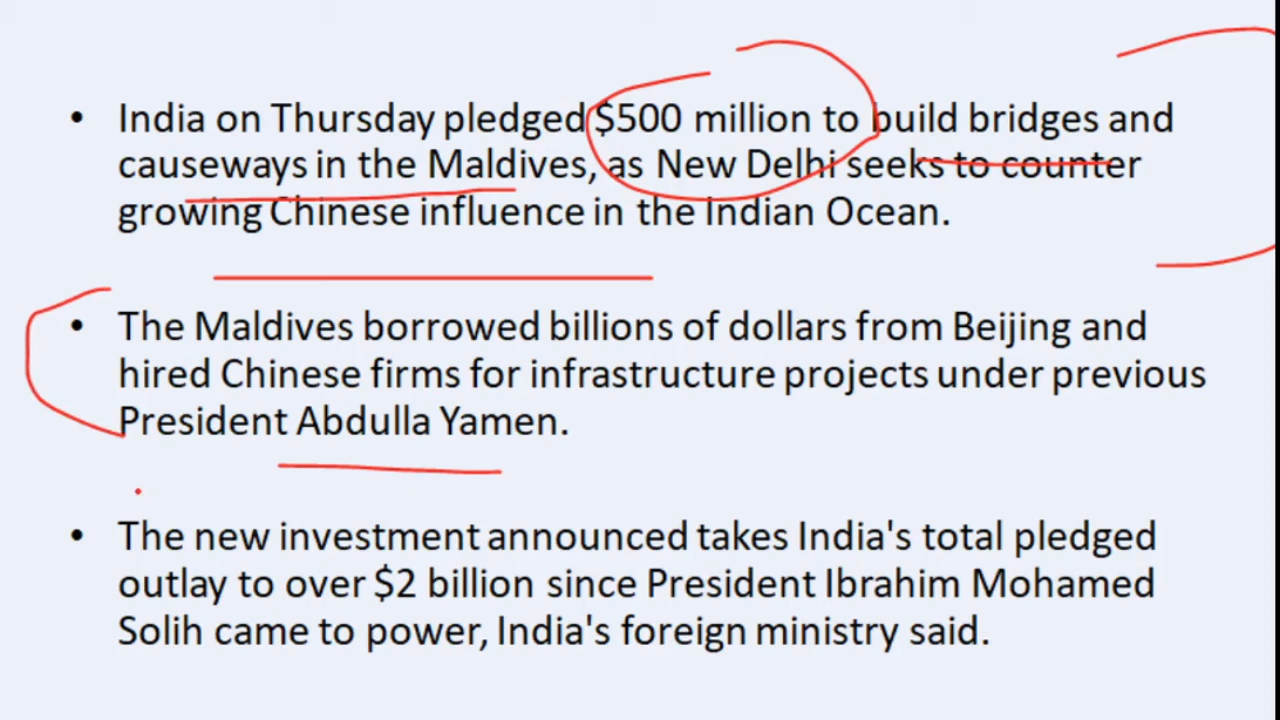 • India on Thursday pledged $500 million to build bridges and
causeways in the Maldives, as New Delhi seeks to counter
growing Chinese influence in the Indian Ocean.
• The Maldives borrowed billions of dollars from Beijing and
hired Chinese firms for infrastructure projects under previous
President Abdulla Yamen.
• The new investment announced takes India's total pledged
outlay to over $2 billion since President Ibrahim Mohamed
Solih came to power, India's foreign ministry said.